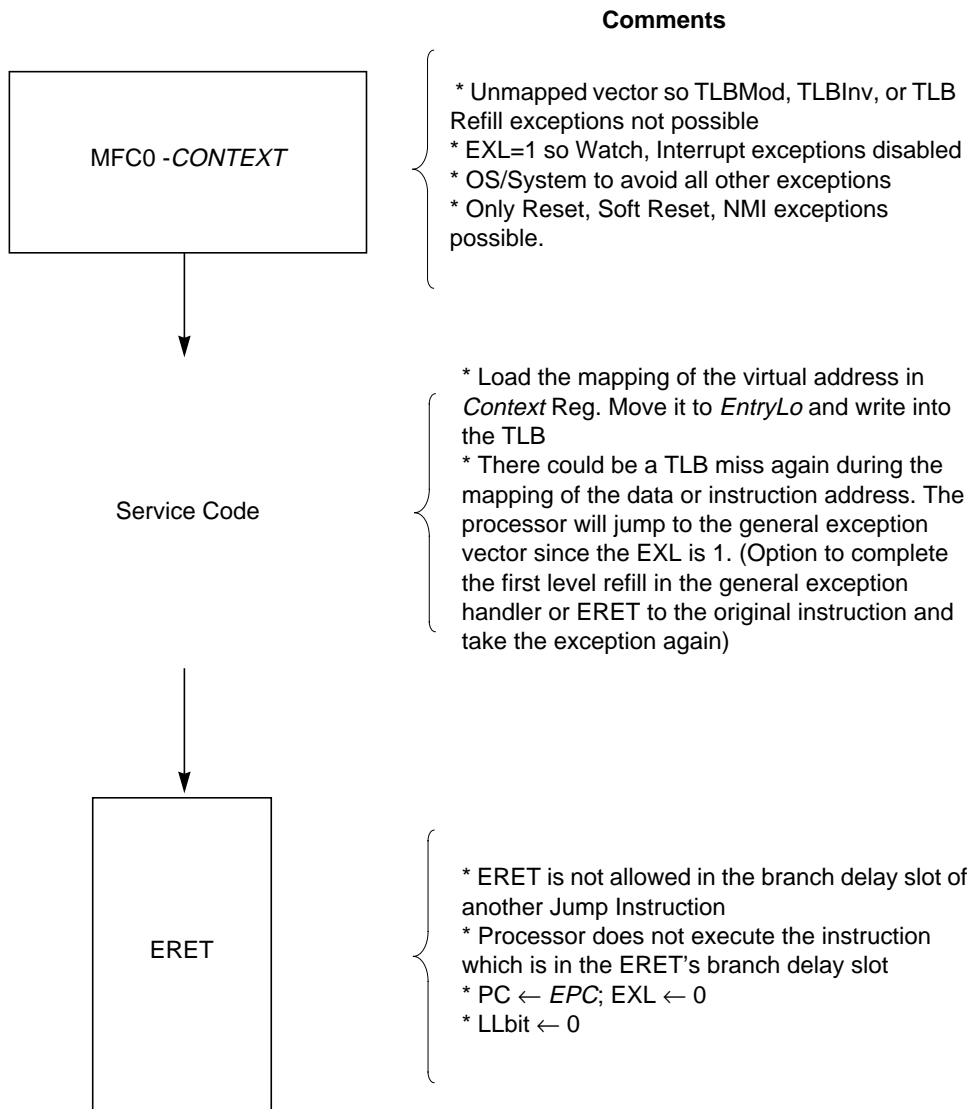 Comments
MFC0 -CONTEXT
* Unmapped vector so TLBMod, TLBInv, or TLB
Refill exceptions not possible
* EXL=1 so Watch, Interrupt exceptions disabled
* OS/System to avoid all other exceptions
* Only Reset, Soft Reset, NMI exceptions
possible.
Service Code
* Load the mapping of the virtual address in
Context Reg. Move it to EntryLo and write into
the TLB
* There could be a TLB miss again during the
mapping of the data or instruction address. The
processor will jump to the general exception
vector since the EXL is 1. (Option to complete
the first level refill in the general exception
handler or ERET to the original instruction and
take the exception again)
ERET
* ERET is not allowed in the branch delay slot of
another Jump Instruction
* Processor does not execute the instruction
which is in the ERET's branch delay slot
* PC ← EPC; EXL ← 0
* LLbit ← 0